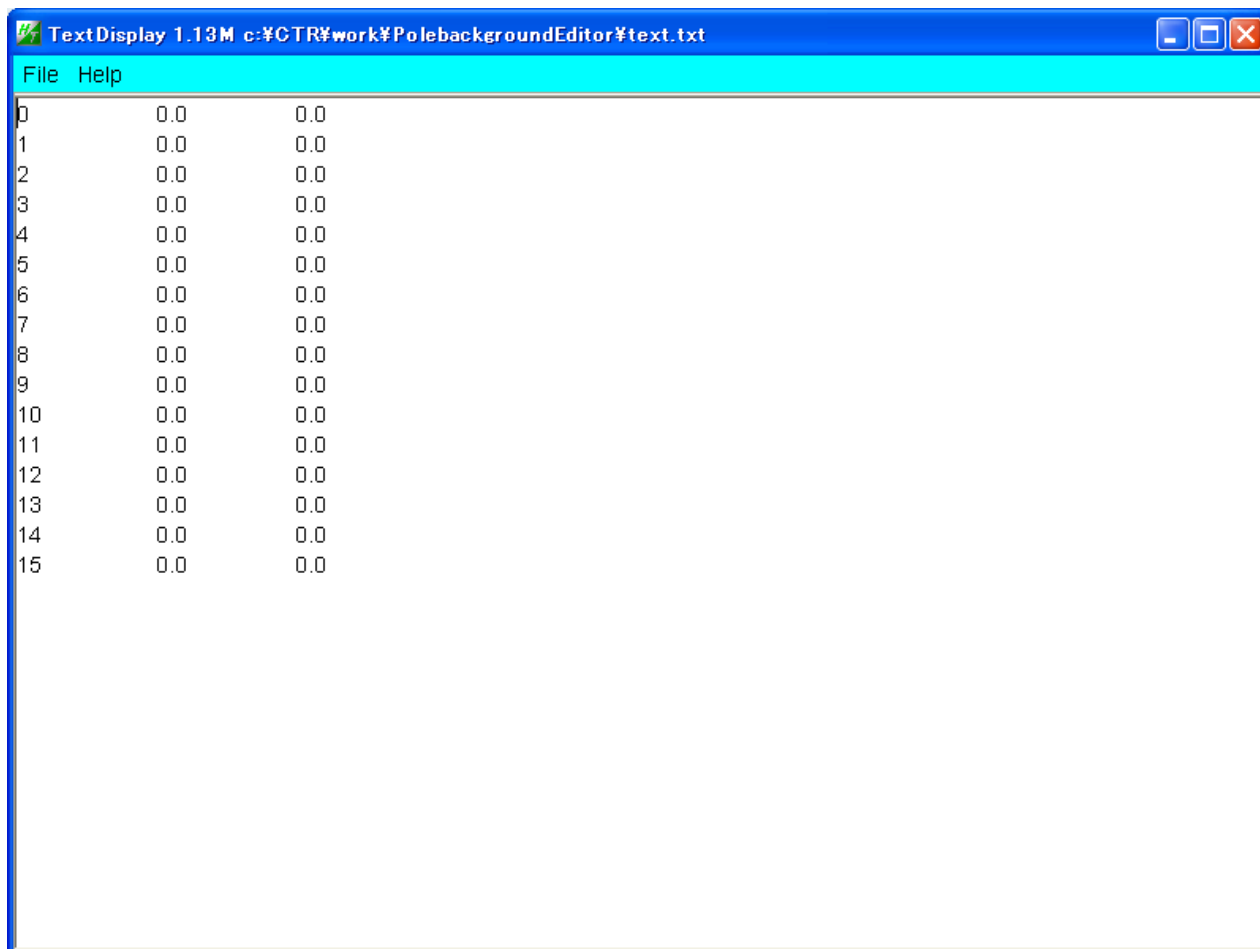 TextDisplay 1.13M c:¥CTR¥work¥PolebackgroundEditor¥text.txt
File Help
0 0.0 0.0
1 0.0 0.0
2 0.0 0.0
3 0.0 0.0
4 0.0 0.0
5 0.0 0.0
6 0.0 0.0
7 0.0 0.0
8 0.0 0.0
9 0.0 0.0
10 0.0 0.0
11 0.0 0.0
12 0.0 0.0
13 0.0 0.0
14 0.0 0.0
15 0.0 0.0